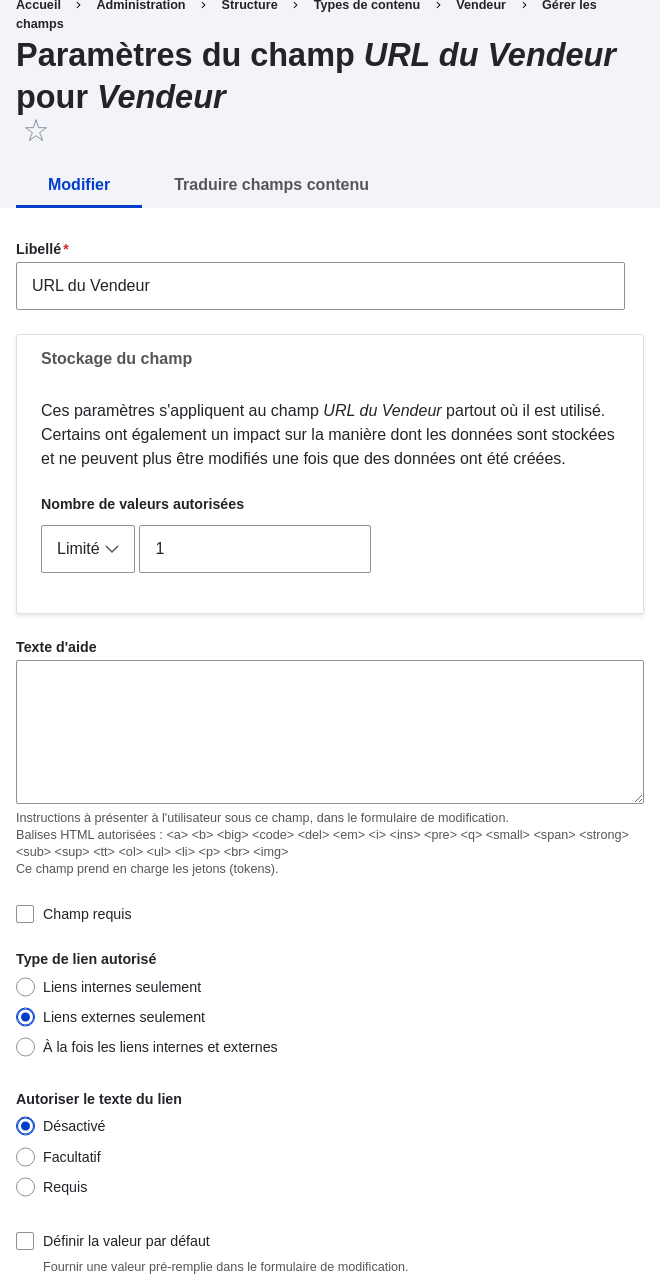 Accueil › Administration › Structure › Types de contenu › Vendeur › Gérer les
champs
Paramètres du champ URL du Vendeur
pour Vendeur
Modifier Traduire champs contenu
Libellé*
URL du Vendeur
Stockage du champ
Ces paramètres s'appliquent au champ URL du Vendeur partout où il est utilisé.
Certains ont également un impact sur la manière dont les données sont stockées
et ne peuvent plus être modifiés une fois que des données ont été créées.
Nombre de valeurs autorisées
Limité 1
Texte d'aide
Instructions à présenter à l'utilisateur sous ce champ, dans le formulaire de modification.
Balises HTML autorisées : <a> <b> <big> <code> <del> <em> <i> <ins> <pre> <q> <small> <span> <strong>
<sub> <sup> <tt> <ol> <ul> <li> <p> <br> <img>
Ce champ prend en charge les jetons (tokens).
Champ requis
Type de lien autorisé
Liens internes seulement
Liens externes seulement
À la fois les liens internes et externes
Autoriser le texte du lien
Désactivé
Facultatif
Requis
Définir la valeur par défaut
Fournir une valeur pré-remplie dans le formulaire de modification.